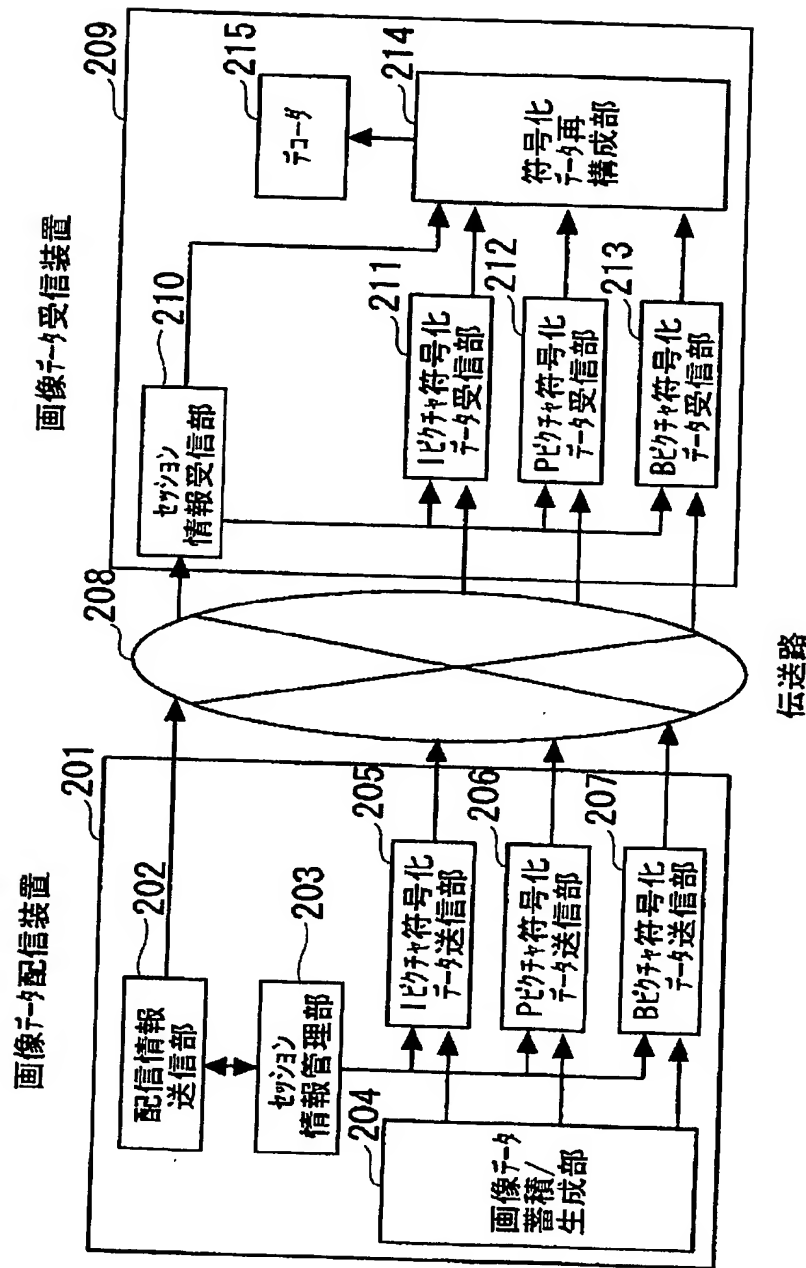 画像データ配信装置
201
202
配信情報
送信部
203
セッション
情報管理部
204
画像データ
蓄積/
生成部
205
Iピクチャ符号化
データ送信部
206
Pピクチャ符号化
データ送信部
207
Bピクチャ符号化
データ送信部
208
伝送路
画像データ受信装置
209
210
セッション
情報受信部
211
Iピクチャ符号化
データ受信部
212
Pピクチャ符号化
データ受信部
213
Bピクチャ符号化
データ受信部
214
符号化
データ再
構成部
215
デコーダ